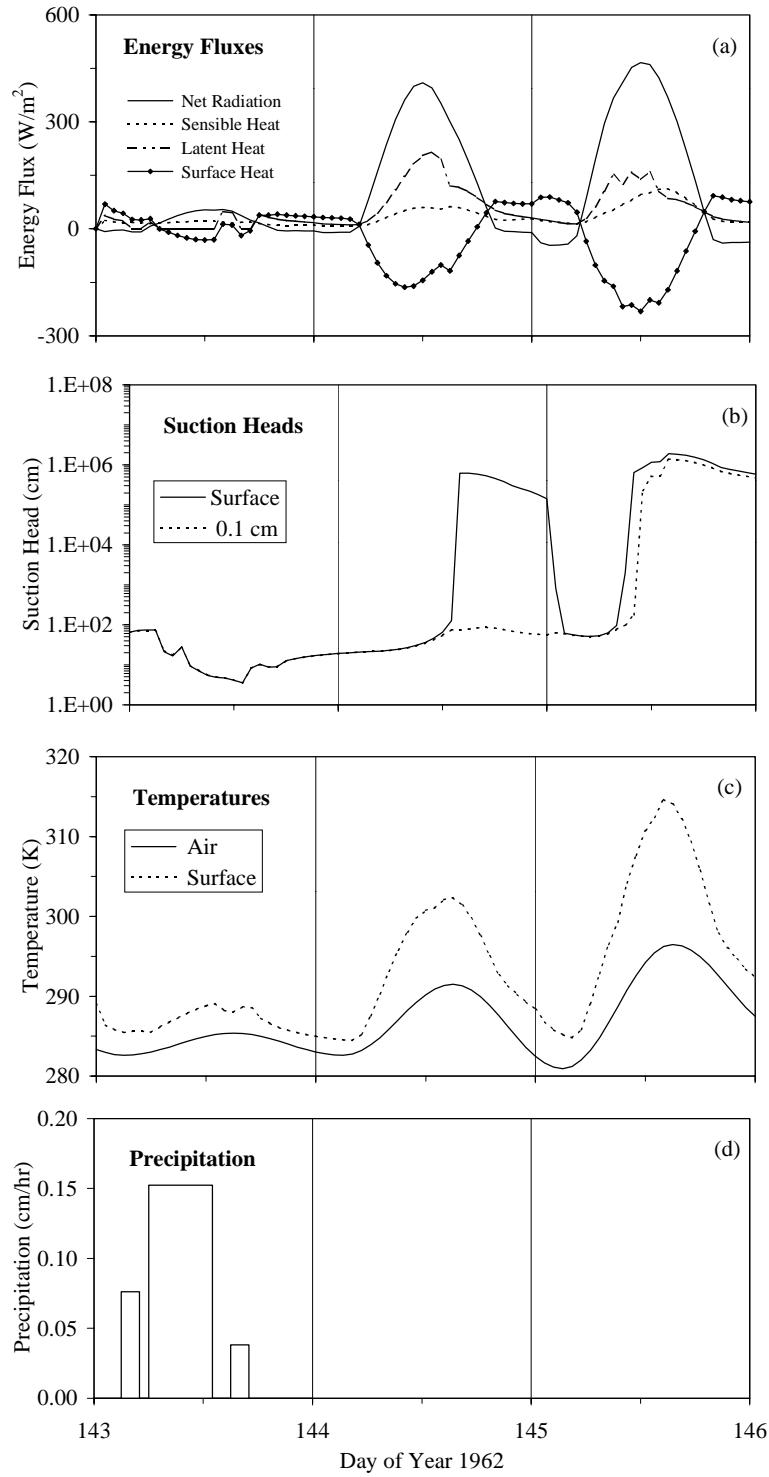 600
Energy Fluxes
(a)
Net Radiation
Sensible Heat
Latent Heat
Surface Heat
300
0
-300
Energy Flux (W/m²)
1.E+08
Suction Heads
(b)
1.E+06
Surface
0.1 cm
1.E+04
1.E+02
1.E+00
Suction Head (cm)
320
Temperatures
(c)
Air
Surface
310
300
290
280
Temperature (K)
0.20
Precipitation
(d)
0.15
0.10
0.05
0.00
Precipitation (cm/hr)
143
144
145
146
Day of Year 1962